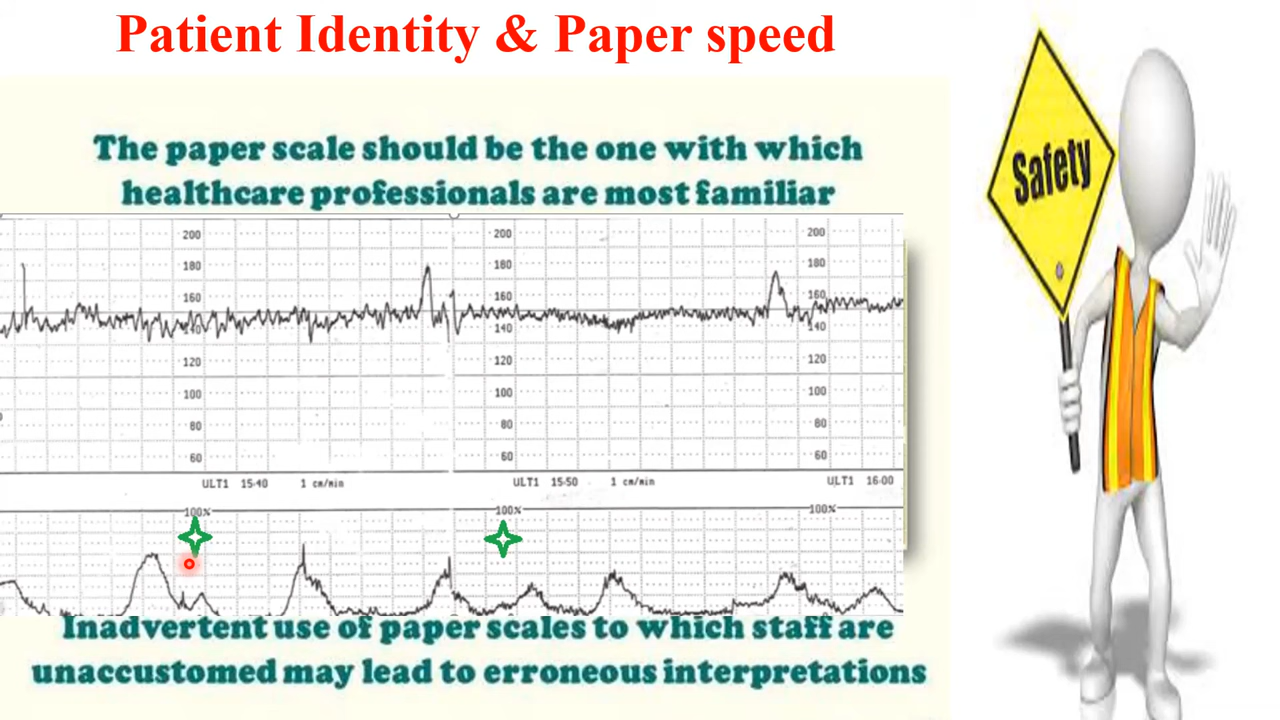 Patient Identity & Paper speed
The paper scale should be the one with which
healthcare professionals are most familiar
Safety
200 200 200
180 180 180
160 160 160
140 140 140
120 120 120
100 100 100
80 80 80
60 60 60
ULT1 15:40 1 cm/min ULT1 15:50 1 cm/min ULT1 16:00
100% 100% 100%
Inadvertent use of paper scales to which staff are
unaccustomed may lead to erroneous interpretations